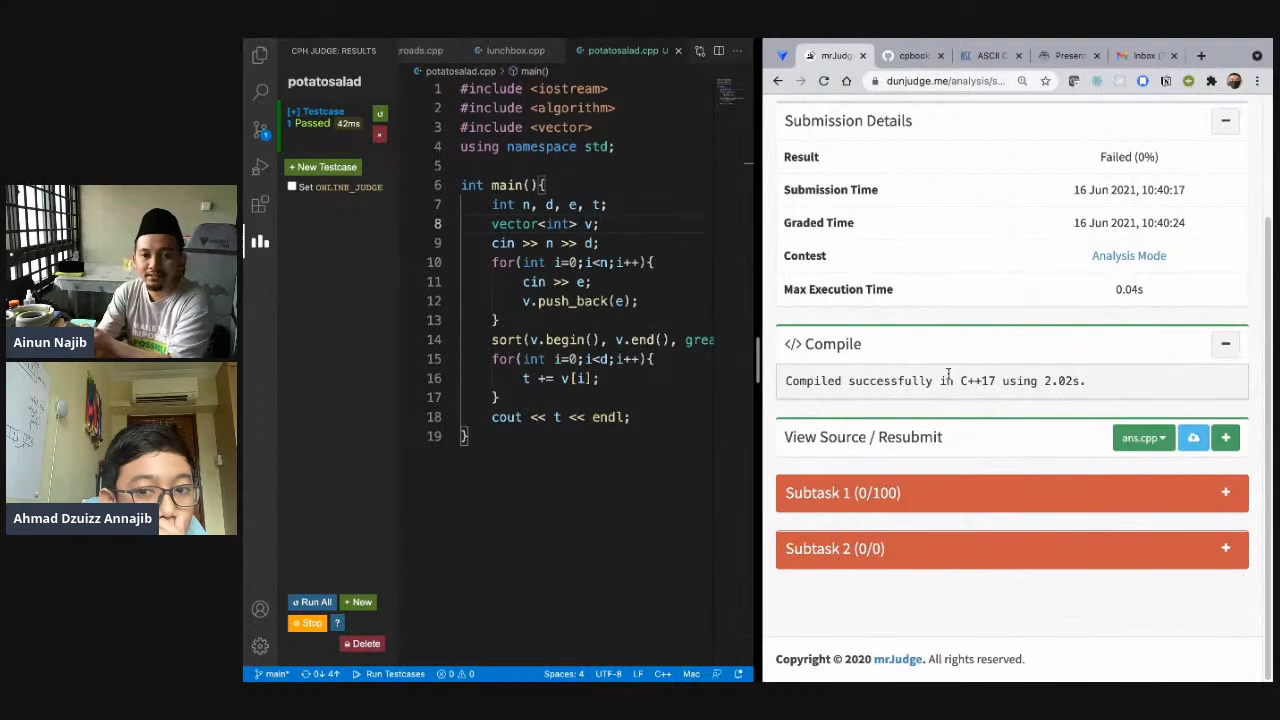 CPH JUDGE: RESULTS
roads.cpp
lunchbox.cpp
potatosalad.cpp U
potatosalad.cpp > main()
potatosalad
[+] Testcase
1 Passed 42ms
+ New Testcase
Set ONLINE_JUDGE
1 #include <iostream>
2 #include <algorithm>
3 #include <vector>
4 using namespace std;
5
6 int main(){
7 int n, d, e, t;
8 vector<int> v;
9 cin >> n >> d;
10 for(int i=0;i<n;i++){
11 cin >> e;
12 v.push_back(e);
13 }
14 sort(v.begin(), v.end(), grea
15 for(int i=0;i<d;i++){
16 t += v[i];
17 }
18 cout << t << endl;
19 }
Run All
+ New
Stop
?
Delete
main*
0↓ 4↑
Run Testcases
0 0
Spaces: 4
UTF-8
LF
C++
Mac
Ainun Najib
Ahmad Dzuizz Annajib
mrJudg
cpbook
ASCII C
Present
Inbox (
dunjudge.me/analysis/s...
Submission Details
Result Failed (0%)
Submission Time 16 Jun 2021, 10:40:17
Graded Time 16 Jun 2021, 10:40:24
Contest Analysis Mode
Max Execution Time 0.04s
</> Compile
Compiled successfully in C++17 using 2.02s.
View Source / Resubmit
ans.cpp
Subtask 1 (0/100)
Subtask 2 (0/0)
Copyright © 2020 mrJudge. All rights reserved.